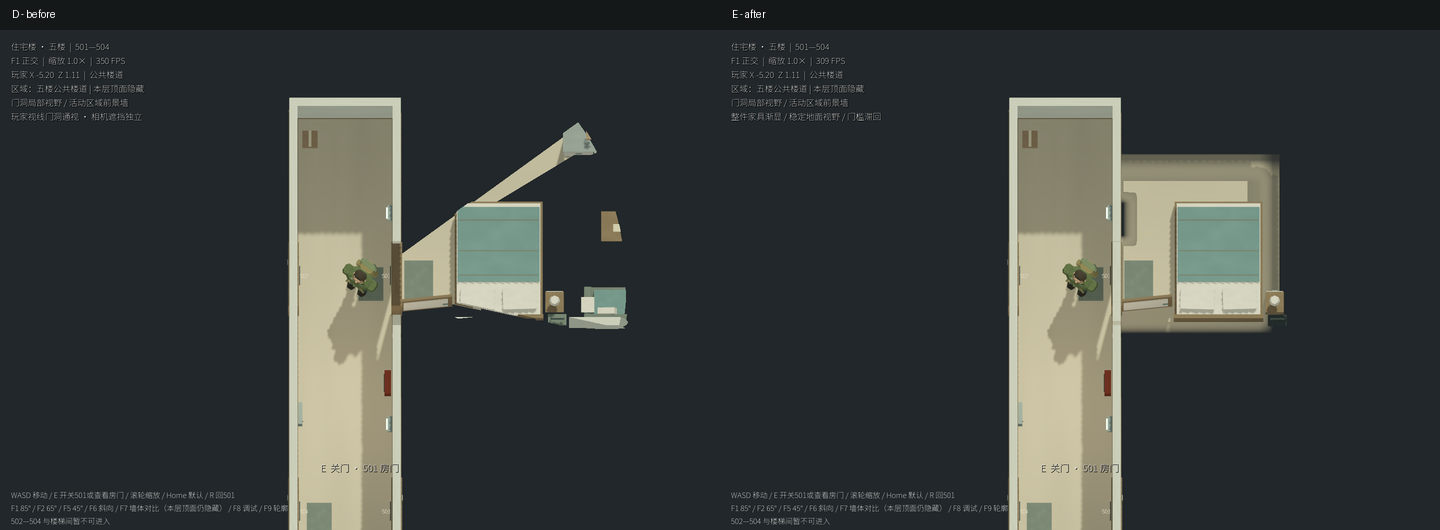 D - before
住宅楼 · 五楼 | 501—504
F1 正交 | 缩放 1.0× | 350 FPS
玩家 X -5.20 Z 1.11 | 公共楼道
区域: 五楼公共楼道 | 本层顶面隐藏
门洞局部视野 / 活动区域前景墙
玩家视线门洞通视 · 相机遮挡独立
E 关门 · 501 房门
WASD 移动 / E 开关501或查看房门 / 滚轮缩放 / Home 默认 / R 回501
F1 85° / F2 65° / F5 45° / F6 斜向 / F7 墙体对比（本层顶面仍隐藏） / F8 调试 / F9 轮廓
502—504 与楼梯间暂不可进入
E - after
住宅楼 · 五楼 | 501—504
F1 正交 | 缩放 1.0× | 309 FPS
玩家 X -5.20 Z 1.11 | 公共楼道
区域: 五楼公共楼道 | 本层顶面隐藏
门洞局部视野 / 活动区域前景墙
整件家具渐显 / 稳定地面视野 / 门槛滞回
E 关门 · 501 房门
WASD 移动 / E 开关501或查看房门 / 滚轮缩放 / Home 默认 / R 回501
F1 85° / F2 65° / F5 45° / F6 斜向 / F7 墙体对比（本层顶面仍隐藏） / F8 调试 / F9 轮廓
502—504 与楼梯间暂不可进入